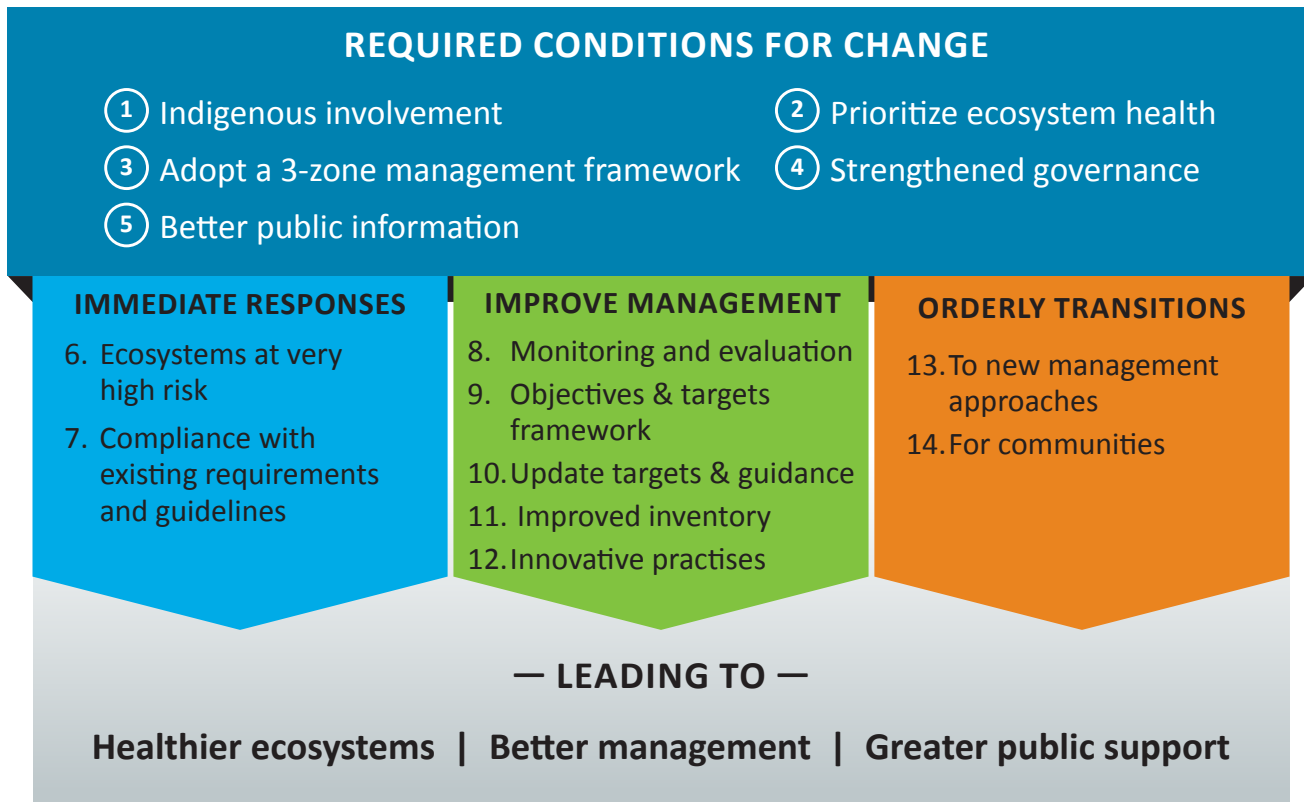 REQUIRED CONDITIONS FOR CHANGE
1 Indigenous involvement
2 Prioritize ecosystem health
3 Adopt a 3-zone management framework
4 Strengthened governance
5 Better public information
IMMEDIATE RESPONSES
6. Ecosystems at very
high risk
7. Compliance with
existing requirements
and guidelines
IMPROVE MANAGEMENT
8. Monitoring and evaluation
9. Objectives & targets
framework
10. Update targets & guidance
11. Improved inventory
12. Innovative practises
ORDERLY TRANSITIONS
13. To new management
approaches
14. For communities
— LEADING TO —
Healthier ecosystems | Better management | Greater public support